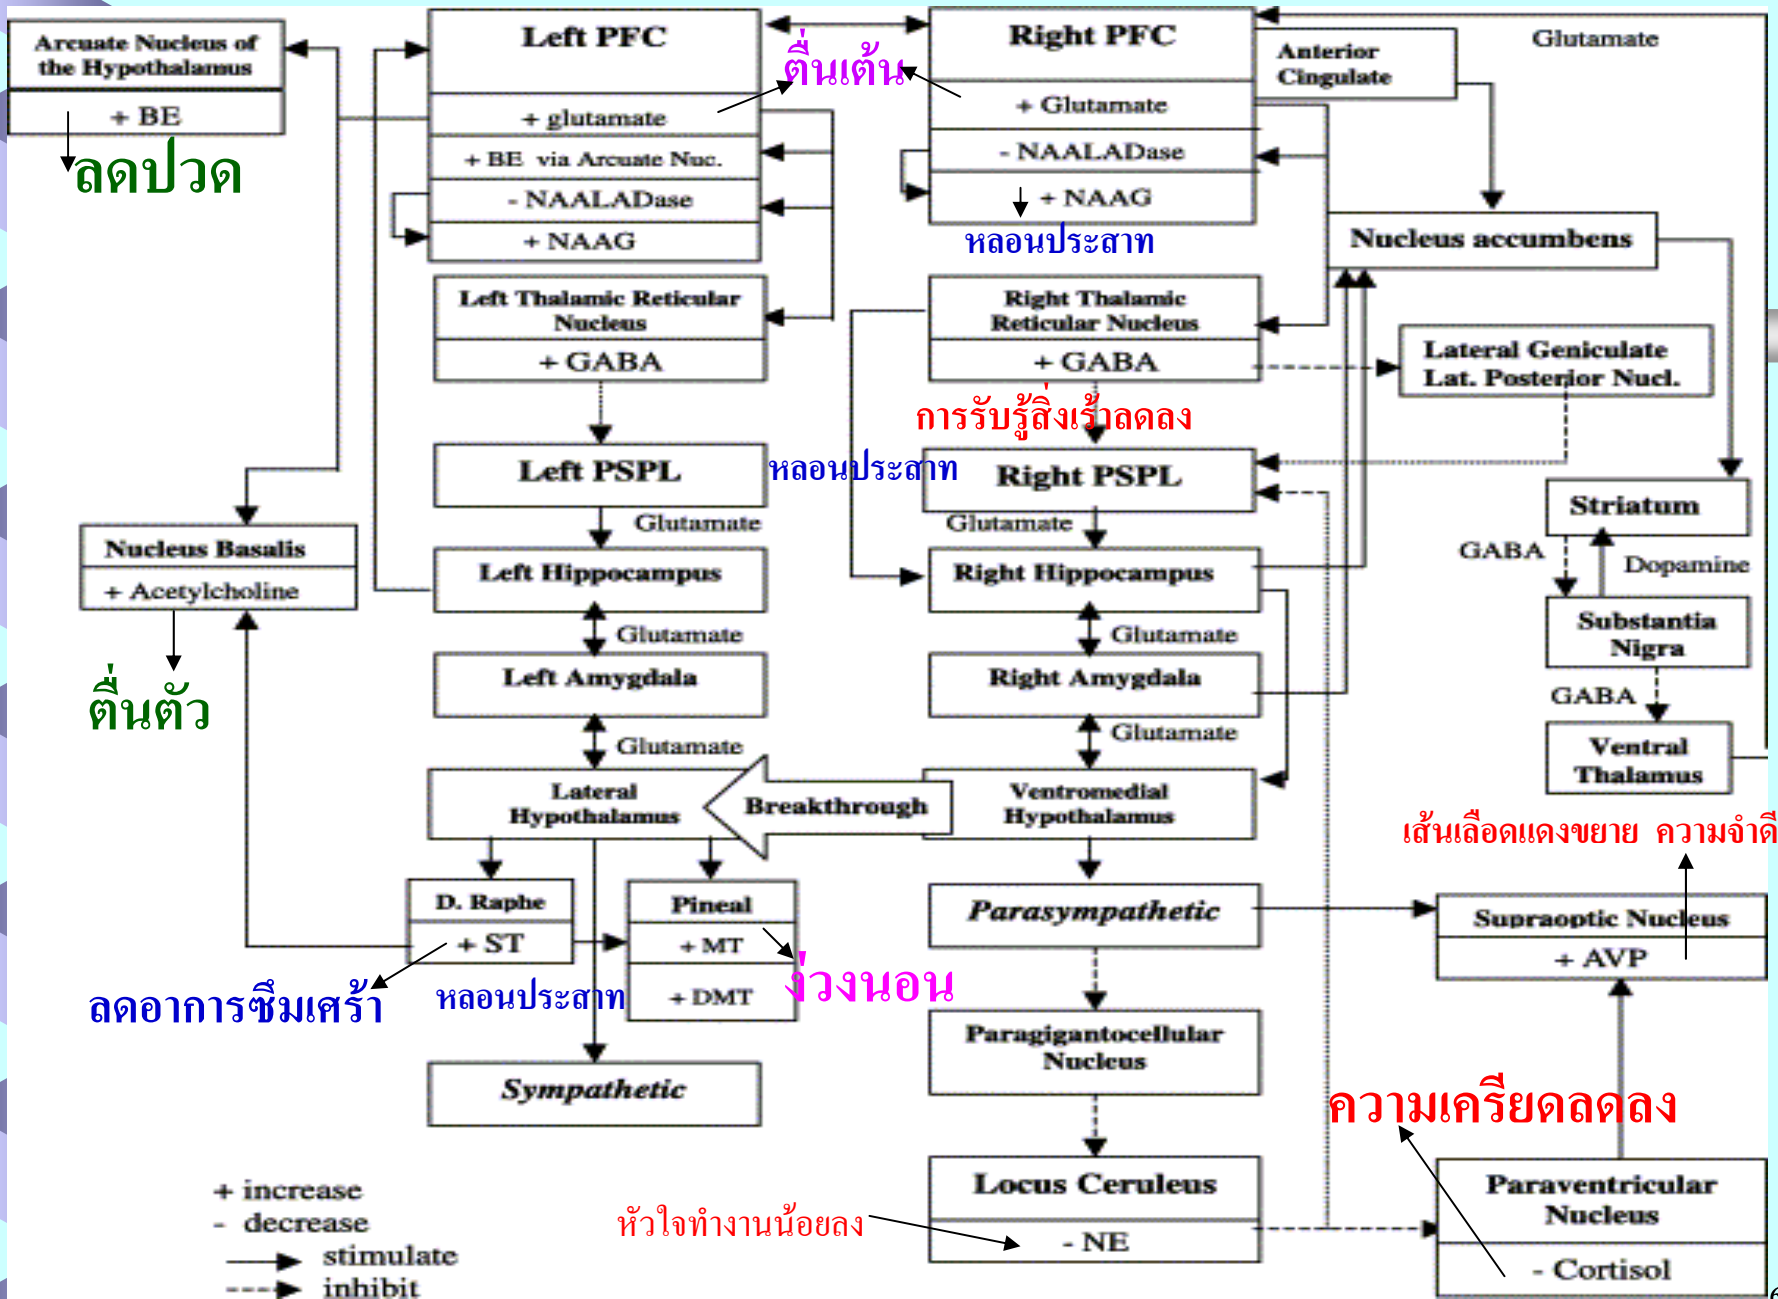 Arcuate Nucleus of
the Hypothalamus
+ BE
ลดปวด
Left PFC
+ glutamate
+ BE via Arcuate Nuc.
- NAALADase
+ NAAG
ตื่นเต้น
Right PFC
+ Glutamate
- NAALADase
+ NAAG
หลอนประสาท
Anterior
Cingulate
Glutamate
Nucleus accumbens
Left Thalamic Reticular
Nucleus
+ GABA
Right Thalamic
Reticular Nucleus
+ GABA
Lateral Geniculate
Lat. Posterior Nucl.
การรับรู้สิ่งเร้าลดลง
Left PSPL
หลอนประสาท
Right PSPL
Glutamate
Glutamate
Striatum
GABA
Dopamine
Nucleus Basalis
+ Acetylcholine
ตื่นตัว
Left Hippocampus
Right Hippocampus
Glutamate
Glutamate
Substantia
Nigra
GABA
Left Amygdala
Right Amygdala
Glutamate
Glutamate
Ventral
Thalamus
Lateral
Hypothalamus
Breakthrough
Ventromedial
Hypothalamus
เส้นเลือดแดงขยาย ความจำดี
D. Raphe
+ ST
Pineal
+ MT
+ DMT
Parasympathetic
Supraoptic Nucleus
+ AVP
ลดอาการซึมเศร้า
หลอนประสาท
ง่วงนอน
Paragigantocellular
Nucleus
Sympathetic
ความเครียดลดลง
Locus Ceruleus
- NE
หัวใจทำงานน้อยลง
Paraventricular
Nucleus
- Cortisol
+ increase
- decrease
stimulate
inhibit